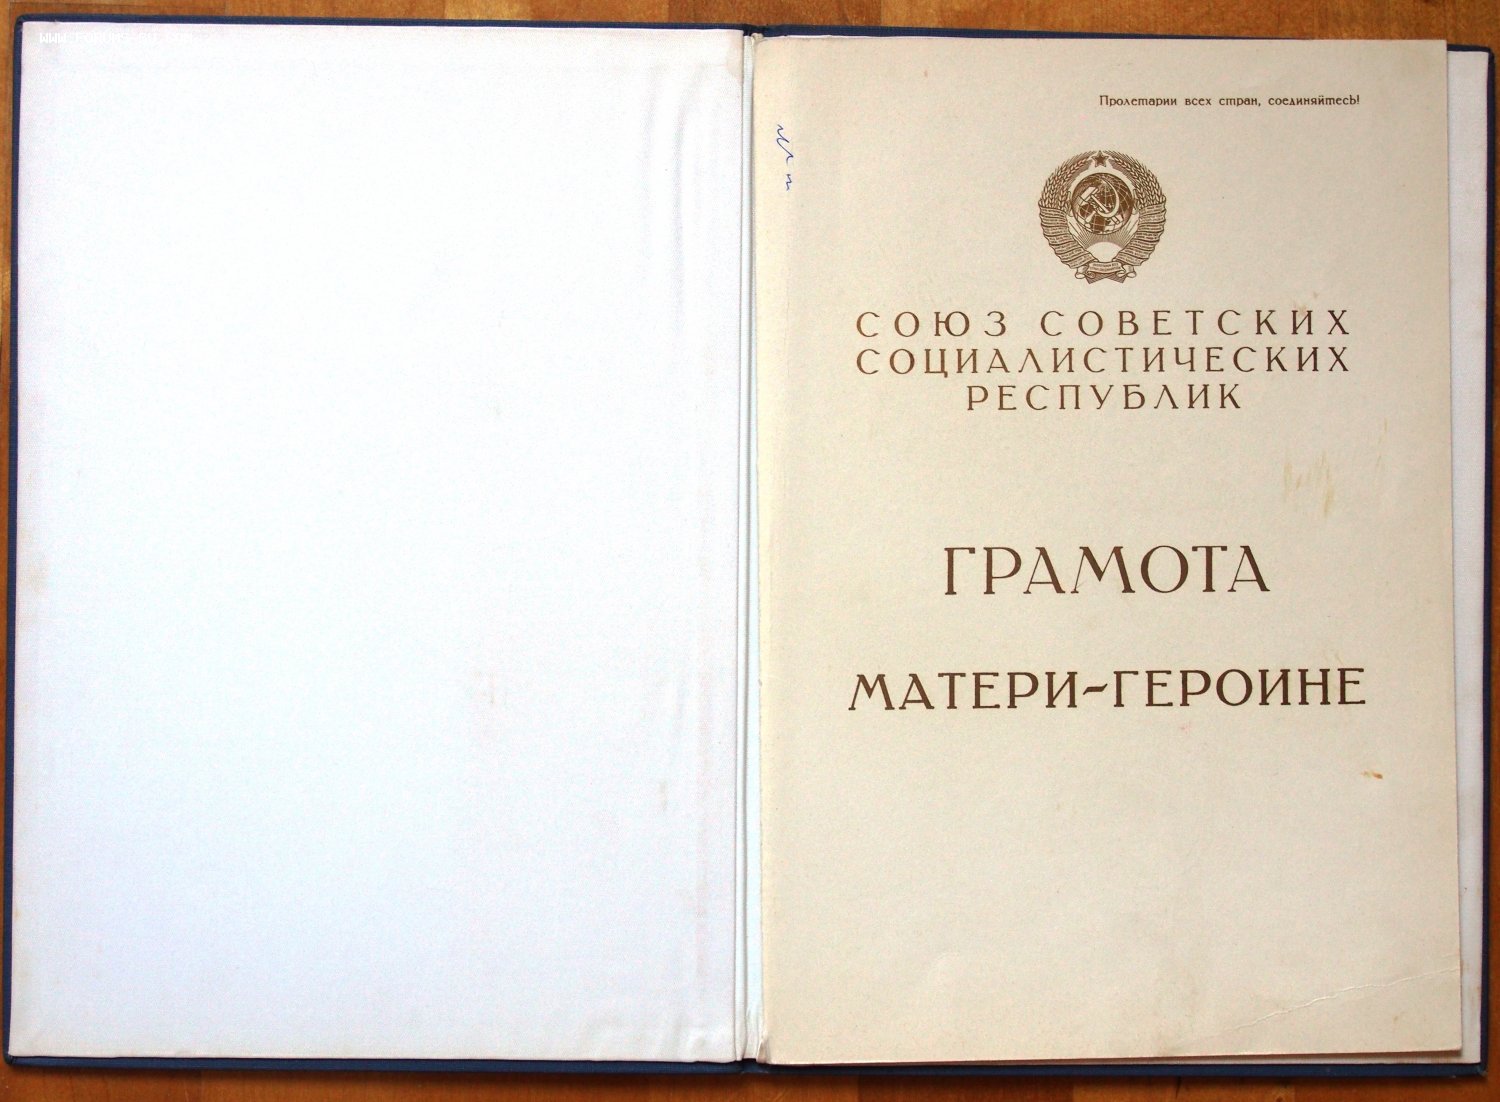 Пролетарии всех стран, соединяйтесь!
СОЮЗ СОВЕТСКИХ
СОЦИАЛИСТИЧЕСКИХ
РЕСПУБЛИК
ГРАМОТА
МАТЕРИ-ГЕРОИНЕ